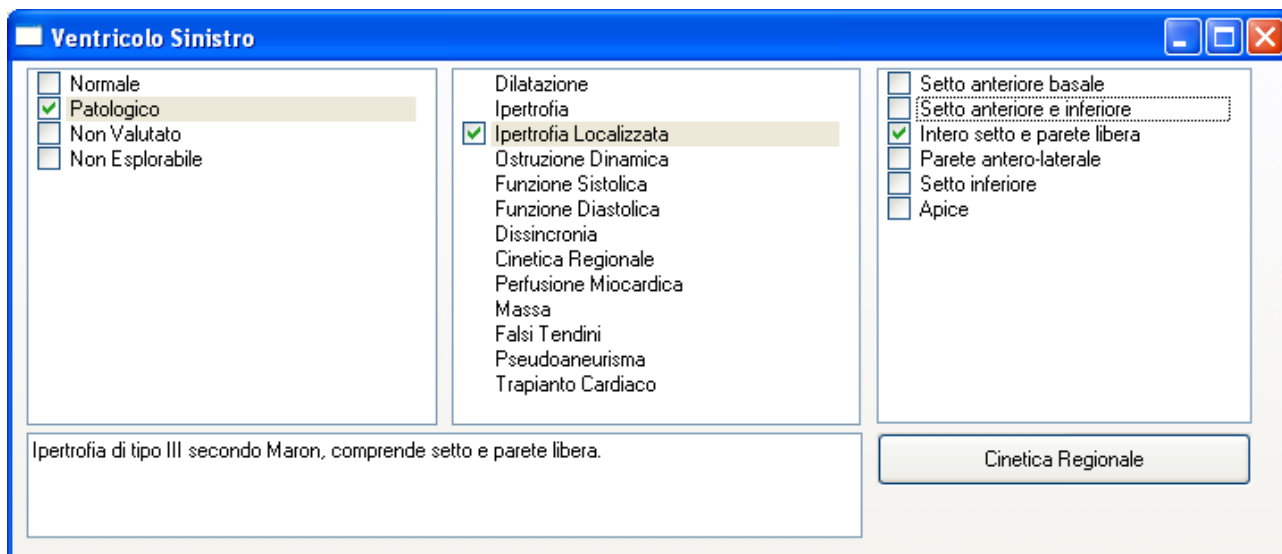 Ventricolo Sinistro
Normale
Patologico
Non Valutato
Non Esplorabile
Dilatazione
Ipertrofia
Ipertrofia Localizzata
Ostruzione Dinamica
Funzione Sistolica
Funzione Diastolica
Dissincronia
Cinetica Regionale
Perfusione Miocardica
Massa
Falsi Tendini
Pseudoaneurisma
Trapianto Cardiaco
Setto anteriore basale
Setto anteriore e inferiore
Intero setto e parete libera
Parete antero-laterale
Setto inferiore
Apice
Ipertrofia di tipo III secondo Maron, comprende setto e parete libera.
Cinetica Regionale